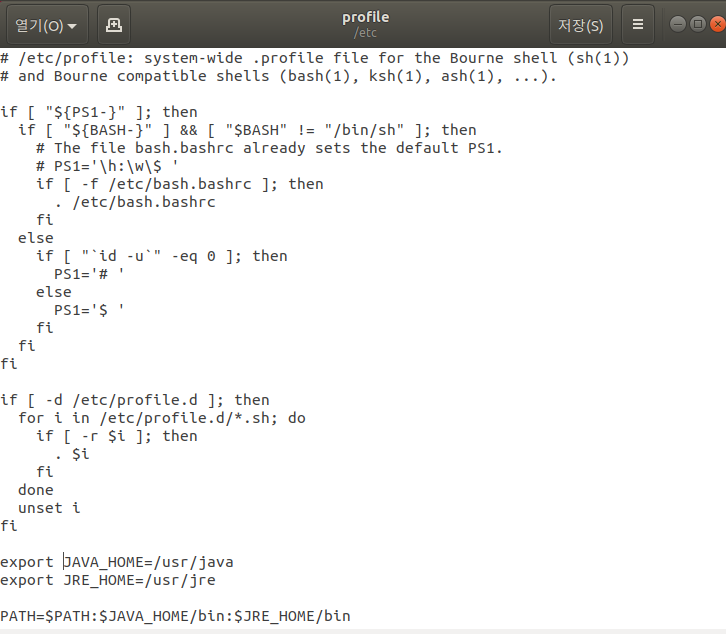 열기(O)
profile
/etc
저장(S)
# /etc/profile: system-wide .profile file for the Bourne shell (sh(1))
# and Bourne compatible shells (bash(1), ksh(1), ash(1), ...).

if [ "${PS1-}" ]; then
  if [ "${BASH-}" ] && [ "$BASH" != "/bin/sh" ]; then
    # The file bash.bashrc already sets the default PS1.
    # PS1='\h:\w\$ '
    if [ -f /etc/bash.bashrc ]; then
      . /etc/bash.bashrc
    fi
  else
    if [ "`id -u`" -eq 0 ]; then
      PS1='# '
    else
      PS1='$ '
    fi
  fi
fi

if [ -d /etc/profile.d ]; then
  for i in /etc/profile.d/*.sh; do
    if [ -r $i ]; then
      . $i
    fi
  done
  unset i
fi

export JAVA_HOME=/usr/java
export JRE_HOME=/usr/jre

PATH=$PATH:$JAVA_HOME/bin:$JRE_HOME/bin